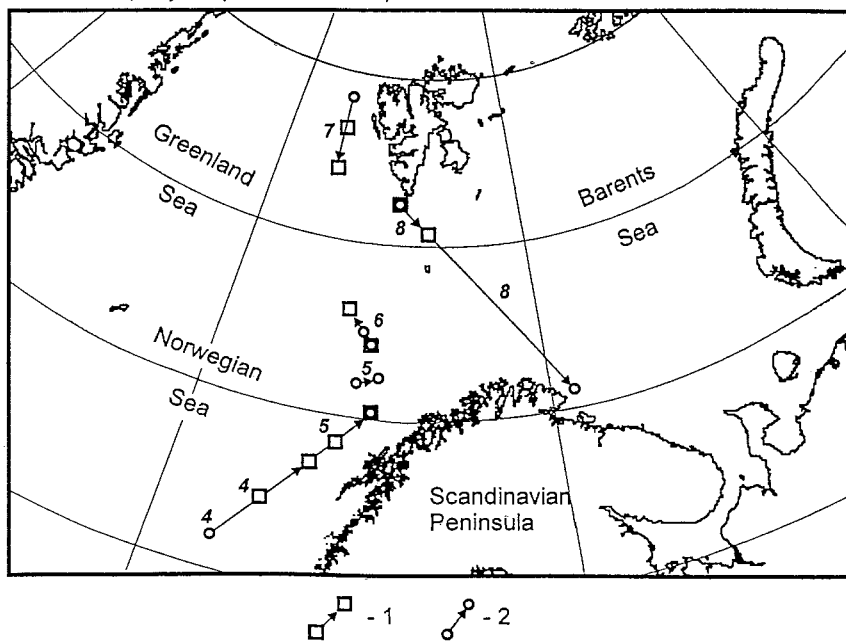 Greenland
Sea
Barents
Sea
7
8
8
6
Norwegian
Sea
5
5
4
4
Scandinavian
Peninsula
- 1
- 2